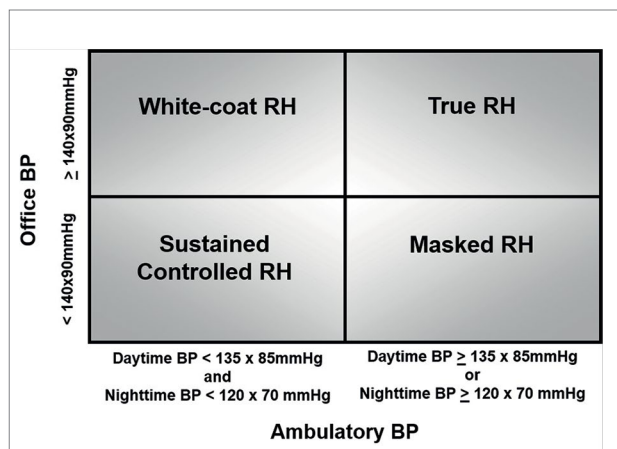 Office BP
≥ 140x90mmHg
< 140x90mmHg
White-coat RH
True RH
Sustained
Controlled RH
Masked RH
Daytime BP < 135 x 85mmHg
and
Nighttime BP < 120 x 70 mmHg
Daytime BP ≥ 135 x 85mmHg
or
Nighttime BP ≥ 120 x 70 mmHg
Ambulatory BP